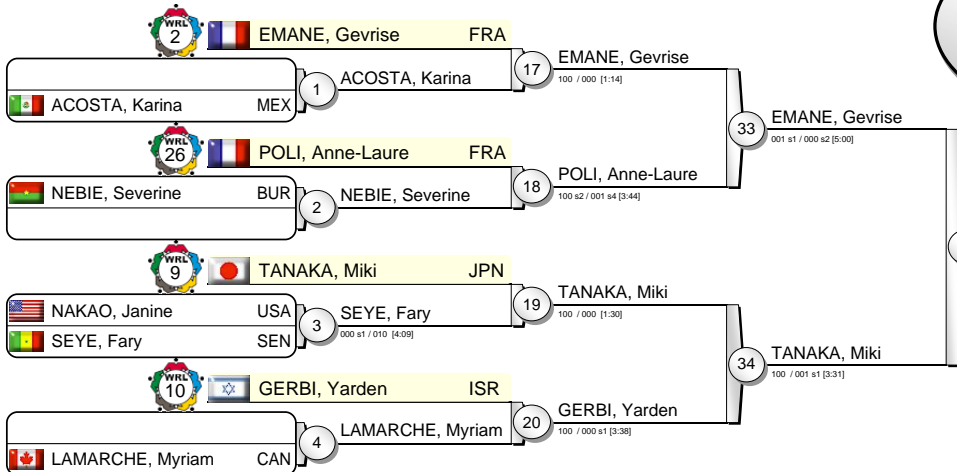 WRL 2 EMANE, Gevrise FRA
ACOSTA, Karina MEX
1 ACOSTA, Karina
17 EMANE, Gevrise
100 / 000 [1:14]
WRL 26 POLI, Anne-Laure FRA
NEBIE, Severine BUR
2 NEBIE, Severine
18 POLI, Anne-Laure
100 s2 / 001 s4 [3:44]
33 EMANE, Gevrise
001 s1 / 000 s2 [5:00]
WRL 9 TANAKA, Miki JPN
NAKAO, Janine USA
SEYE, Fary SEN
3 SEYE, Fary
000 s1 / 010 [4:09]
19 TANAKA, Miki
100 / 000 [1:30]
WRL 10 GERBI, Yarden ISR
LAMARCHE, Myriam CAN
4 LAMARCHE, Myriam
20 GERBI, Yarden
100 / 000 s1 [3:38]
34 TANAKA, Miki
100 / 001 s1 [3:31]